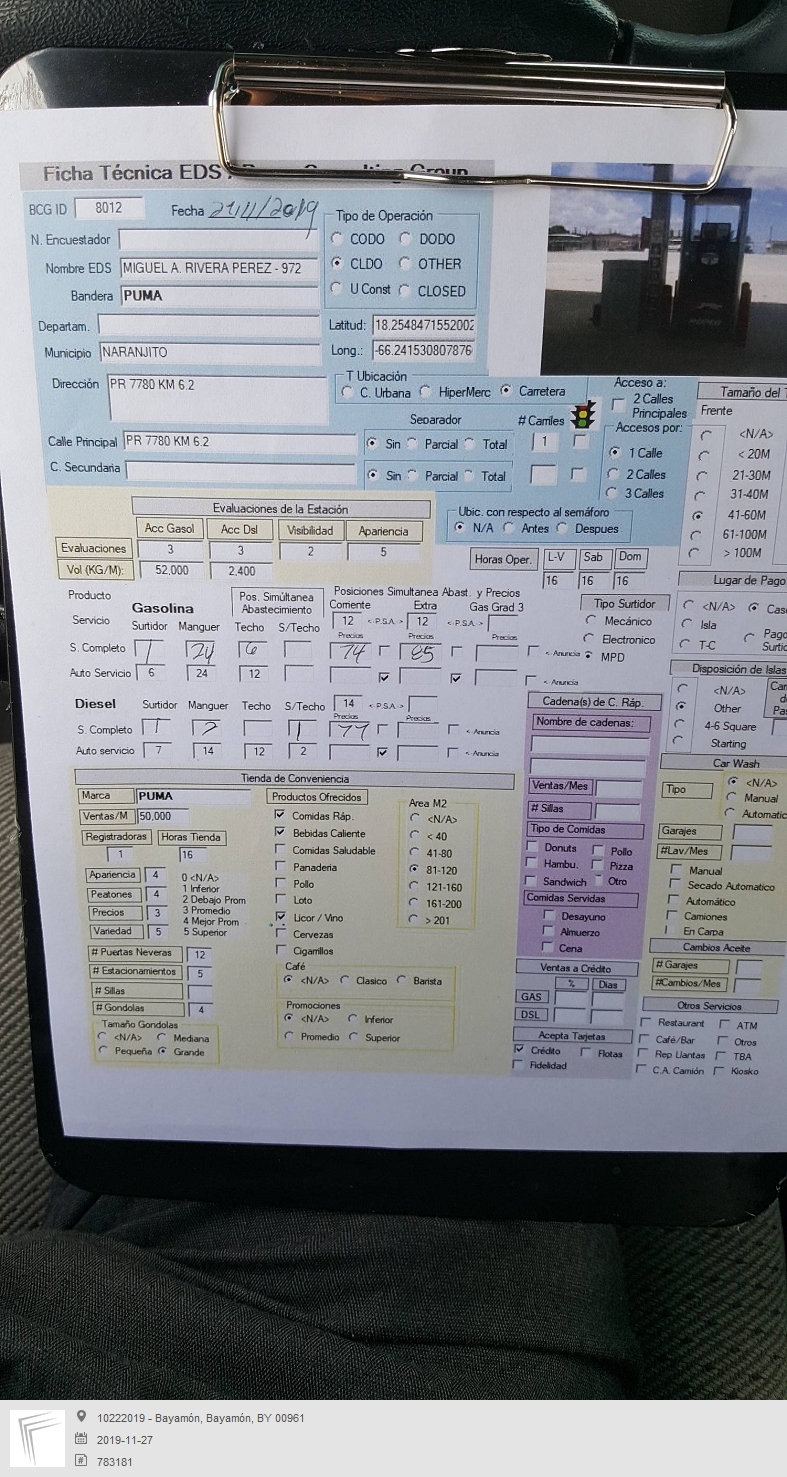 Ficha Técnica EDS /
BCG ID 8012 Fecha
Tipo de Operación
N. Encuestador
CODO DODO
Nombre EDS MIGUEL A. RIVERA PEREZ - 972
CLDO OTHER
Bandera PUMA
U Const CLOSED
Departam.
Latitud: 18.2548471552002
Municipio NARANJITO
Long.: -66.241530807876
Dirección PR 7780 KM 6.2
T Ubicación
C. Urbana HiperMerc Carretera
Acceso a:
2 Calles Principales
Separador # Carriles
Accesos por:
Calle Principal PR 7780 KM 6.2 Sin Parcial Total 1
1 Calle
C. Secundaria Sin Parcial Total
2 Calles
3 Calles
Tamaño del
Frente
<N/A>
< 20M
21-30M
31-40M
41-60M
61-100M
> 100M
Evaluaciones de la Estación
Acc Gasol Acc Dsl Visibilidad Apariencia
Evaluaciones 3 3 2 5
Vol (KG/M): 52,000 2,400
Ubic. con respecto al semáforo
N/A Antes Despues
Horas Oper. L-V Sab Dom
16 16 16
Producto
Gasolina
Pos. Simúltanea Abastecimiento
Posiciones Simultanea Abast. y Precios
Corriente Extra Gas Grad 3
Servicio Surtidor Manguer Techo S/Techo
12 <-P.S.A-> 12 <-P.S.A->
Precios Precios Precios
S. Completo 1 24 6 74 85 <-Anuncia
Auto Servicio 6 24 12 <-Anuncia
Tipo Surtidor
Mecánico
Electronico
MPD
Lugar de Pago
<N/A>
Isla
T-C
Diesel Surtidor Manguer Techo S/Techo 14 <-P.S.A->
Precios Precios
S. Completo 1 2 1 77 <-Anuncia
Auto servicio 7 14 12 2 <-Anuncia
Disposición de Islas
<N/A>
Other
4-6 Square
Starting
Cadena(s) de C. Ráp.
Nombre de cadenas:
Ventas/Mes
# Sillas
Tipo de Comidas
Donuts Pollo
Hambu. Pizza
Sandwich Otro
Comidas Servidas
Desayuno
Almuerzo
Cena
Car Wash
Tipo
<N/A>
Manual
Automatic
Garajes
#Lav/Mes
Manual
Secado Automatico
Automático
Camiones
En Carpa
Tienda de Conveniencia
Marca PUMA
Ventas/M 50,000
Registradoras Horas Tienda
1 16
Apariencia 4
Peatones 4
Precios 3
Variedad 5
0 <N/A>
1 Inferior
2 Debajo Prom
3 Promedio
4 Mejor Prom
5 Superior
# Puertas Neveras 12
# Estacionamientos 5
# Sillas
# Gondolas 4
Tamaño Gondolas
<N/A> Mediana
Pequeña Grande
Productos Ofrecidos
Comidas Ráp.
Bebidas Caliente
Comidas Saludable
Panaderia
Pollo
Loto
Licor / Vino
Cervezas
Cigarrillos
Area M2
<N/A>
< 40
41-80
81-120
121-160
161-200
> 201
Café
<N/A> Clasico Barista
Promociones
<N/A> Inferior
Promedio Superior
Ventas a Crédito
% Dias
GAS
DSL
Acepta Tarjetas
Crédito Flotas
Fidelidad
Cambios Aceite
# Garajes
#Cambios/Mes
Otros Servicios
Restaurant ATM
Café/Bar Otros
Rep Llantas TBA
C.A. Camión Kiosko
10222019 - Bayamón, Bayamón, BY 00961
2019-11-27
783181